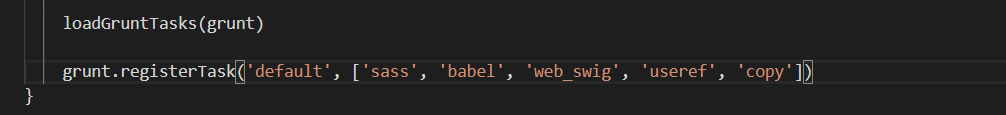 loadGruntTasks(grunt)
grunt.registerTask('default', ['sass', 'babel', 'web_swig', 'useref', 'copy'])
}